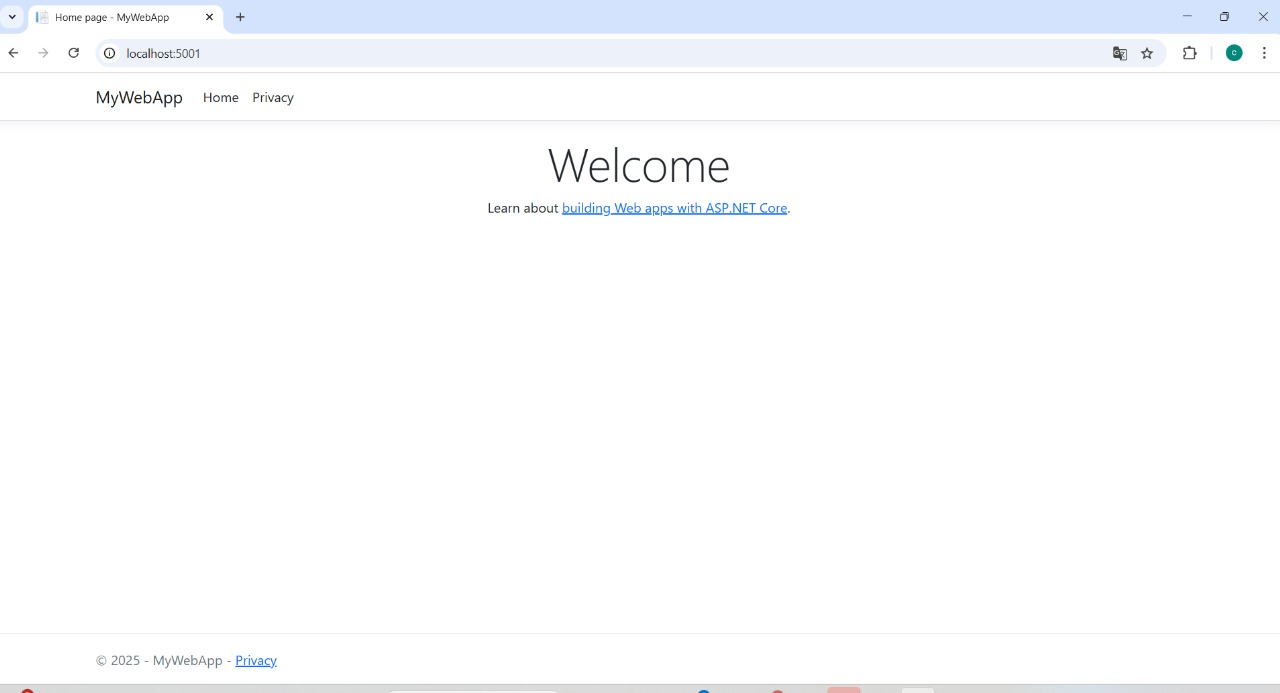 Home page - MyWebApp
localhost:5001
MyWebApp Home Privacy
Welcome
Learn about building Web apps with ASP.NET Core.
© 2025 - MyWebApp - Privacy